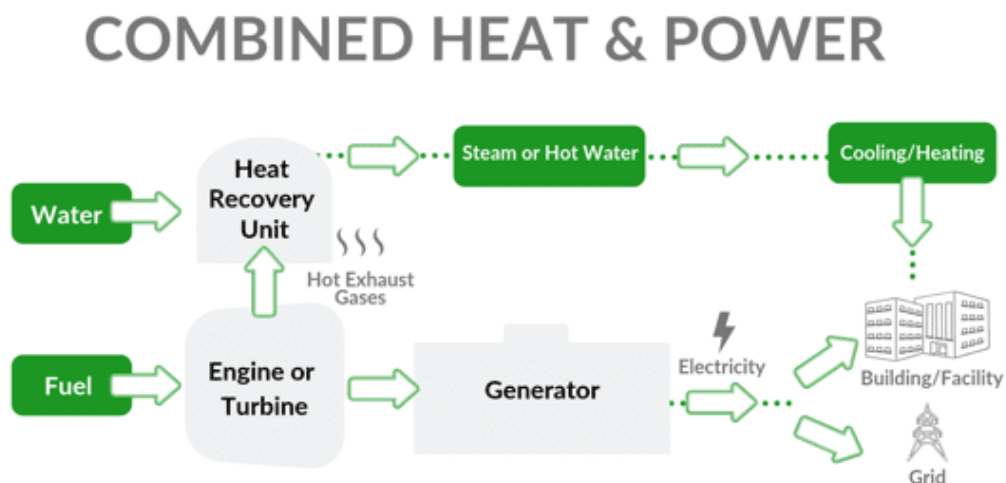 COMBINED HEAT & POWER
Water
Heat
Recovery
Unit
Steam or Hot Water
Cooling/Heating
Hot Exhaust
Gases
Fuel
Engine or
Turbine
Generator
Electricity
Building/Facility
Grid